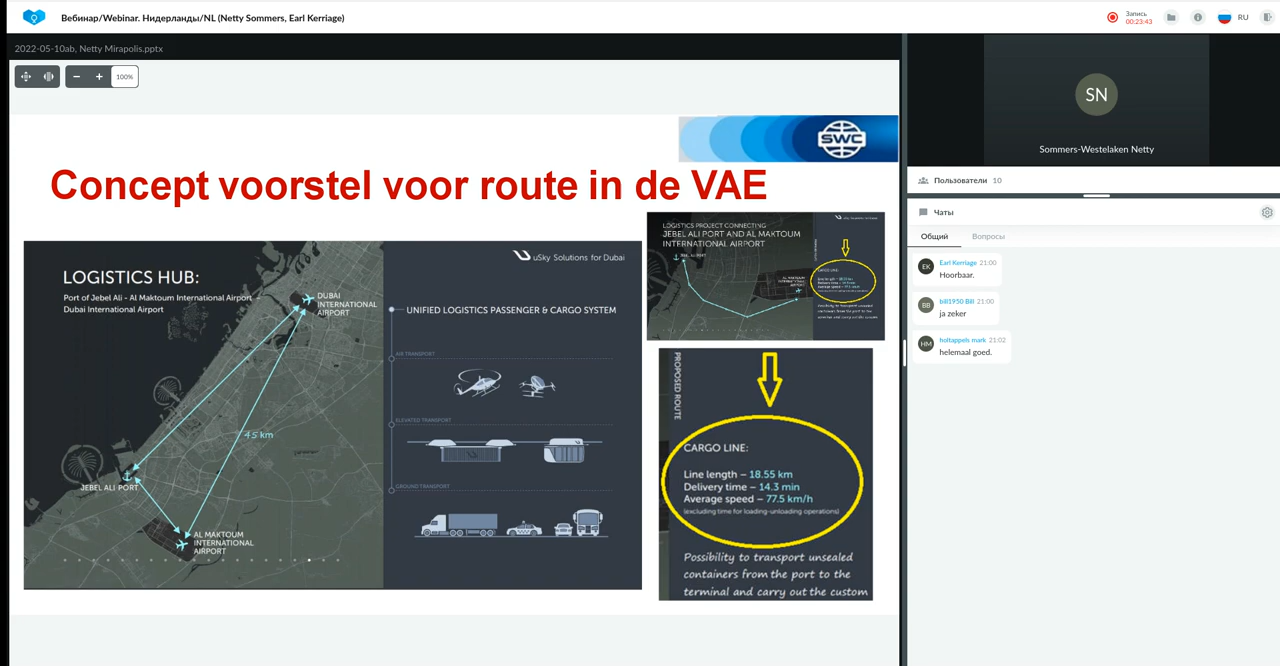 Вебинар/Webinar. Нидерланды/NL (Netty Sommers, Earl Kerriage)
Запись
00:23:43
RU
2022-05-10ab, Netty Mirapolis.pptx
100%
SWC
Concept voorstel voor route in de VAE
LOGISTICS HUB:
Port of Jebel Ali - Al Maktoum International Airport -
Dubai International Airport
DUBAI
INTERNATIONAL
AIRPORT
45 km
JEBEL ALI PORT
AL MAKTOUM
INTERNATIONAL
AIRPORT
uSky Solutions for Dubai
UNIFIED LOGISTICS PASSENGER & CARGO SYSTEM
AIR TRANSPORT
ELEVATED TRANSPORT
GROUND TRANSPORT
LOGISTICS PROJECT CONNECTING
JEBEL ALI PORT AND AL MAKTOUM
INTERNATIONAL AIRPORT
PROPOSED ROUTE
CARGO LINE:
Line length – 18.55 km
Delivery time – 14.3 min
Average speed – 77.5 km/h
(excluding time for loading-unloading operations)
Possibility to transport unsealed
containers from the port to the
terminal and carry out the custom
SN
Sommers-Westelaken Netty
Пользователи 10
Чаты
Общий
Вопросы
EK
Earl Kerriage 21:00
Hoorbaar.
BB
bill1950 Bill 21:00
ja zeker
HM
holtappels mark 21:02
helemaal goed.